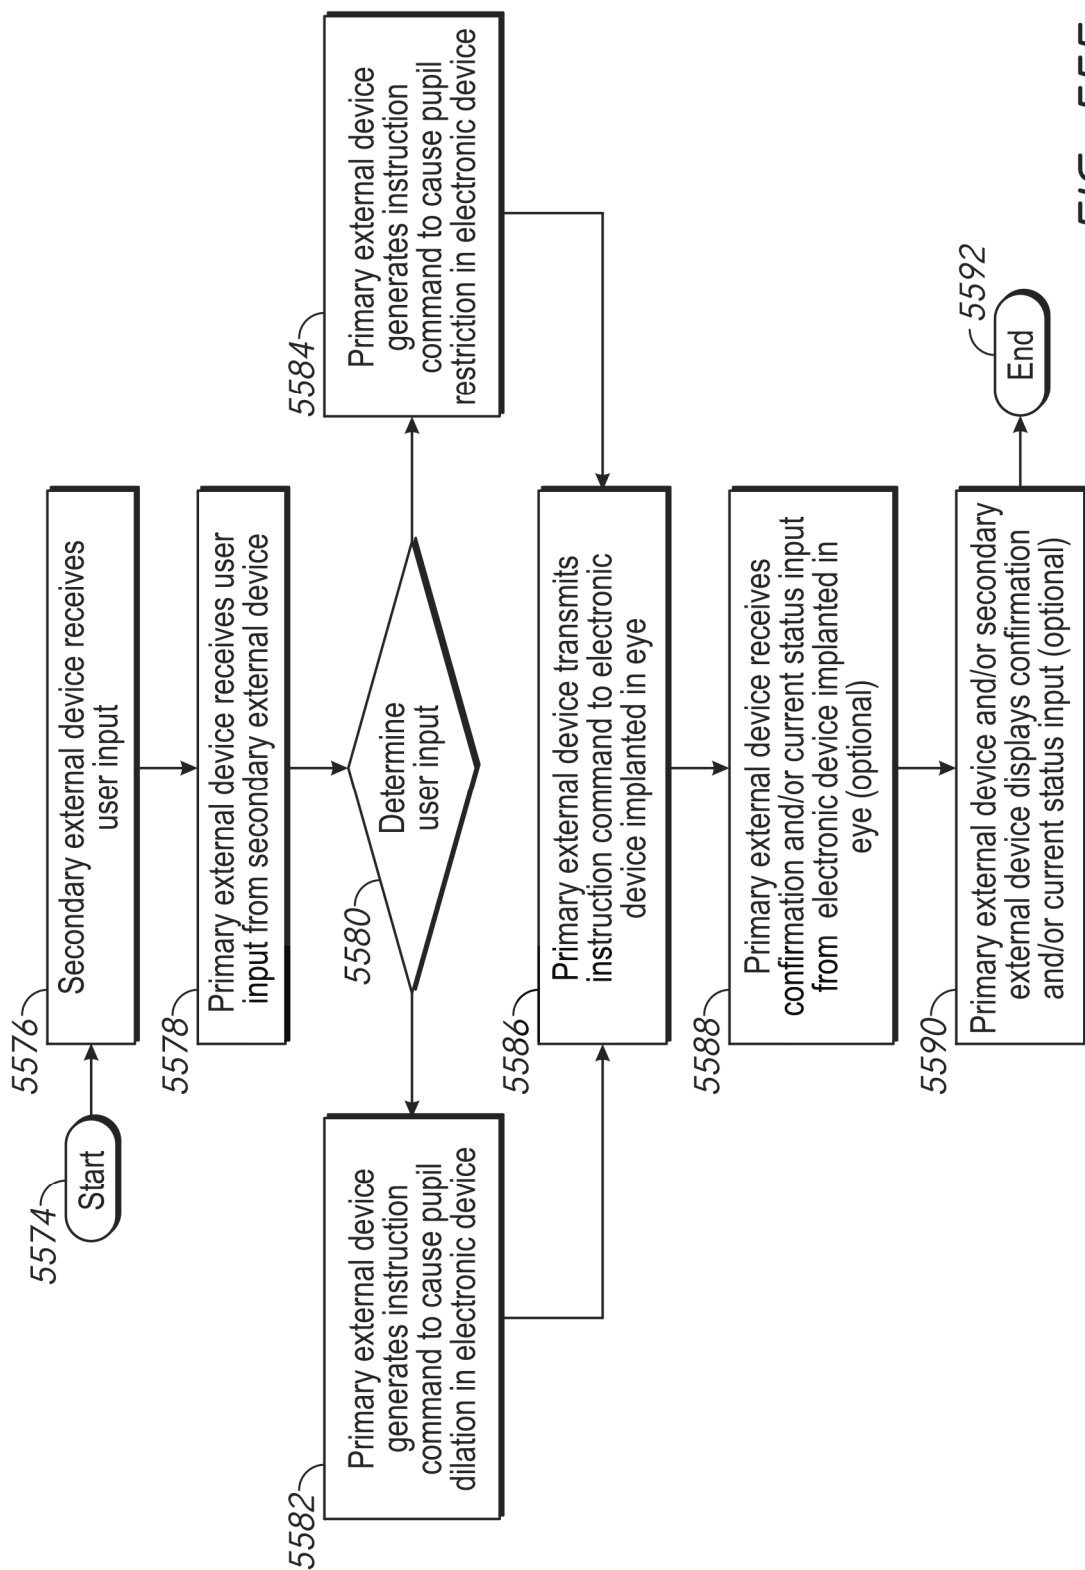 5574
Start
5576
Secondary external device receives
user input
5578
Primary external device receives user
input from secondary external device
5580
Determine
user input
5582
Primary external device
generates instruction
command to cause pupil
dilation in electronic device
5584
Primary external device
generates instruction
command to cause pupil
restriction in electronic device
5586
Primary external device transmits
instruction command to electronic
device implanted in eye
5588
Primary external device receives
confirmation and/or current status input
from electronic device implanted in
eye (optional)
5590
Primary external device and/or secondary
external device displays confirmation
and/or current status input (optional)
5592
End